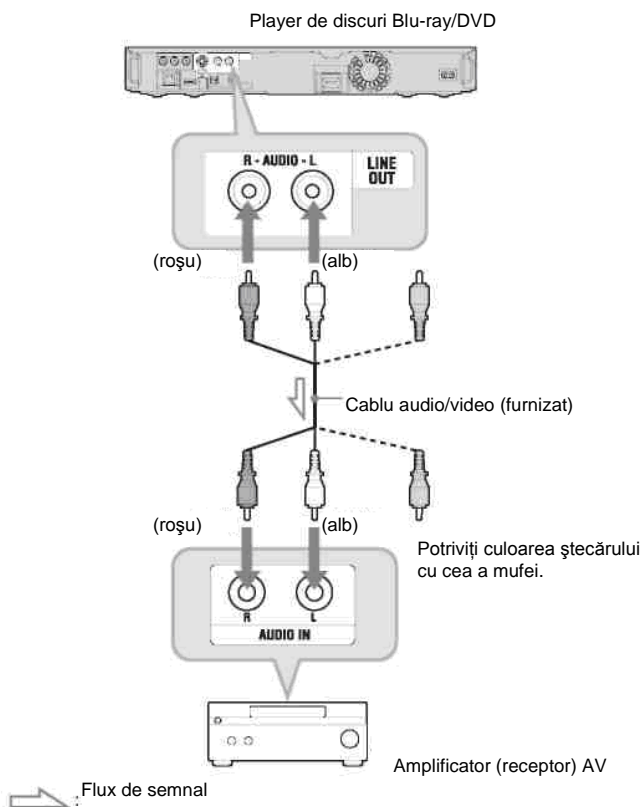 Player de discuri Blu-ray/DVD
R - AUDIO - L
LINE
OUT
(roşu)
(alb)
Cablu audio/video (furnizat)
(roşu)
(alb)
Potriviți culoarea ştecărului
cu cea a mufei.
R
L
AUDIO IN
Amplificator (receptor) AV
Flux de semnal